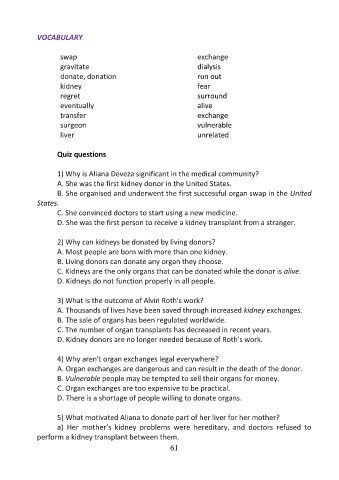 VOCABULARY
swap
gravitate
donate, donation
kidney
regret
eventually
transfer
surgeon
liver
exchange
dialysis
run out
fear
surround
alive
exchange
vulnerable
unrelated
Quiz questions
1) Why is Aliana Deveza significant in the medical community?
A. She was the first kidney donor in the United States.
B. She organised and underwent the first successful organ swap in the United
States.
C. She convinced doctors to start using a new medicine.
D. She was the first person to receive a kidney transplant from a stranger.
2) Why can kidneys be donated by living donors?
A. Most people are born with more than one kidney.
B. Living donors can donate any organ they choose.
C. Kidneys are the only organs that can be donated while the donor is alive.
D. Kidneys do not function properly in all people.
3) What is the outcome of Alvin Roth's work?
A. Thousands of lives have been saved through increased kidney exchanges.
B. The sale of organs has been regulated worldwide.
C. The number of organ transplants has decreased in recent years.
D. Kidney donors are no longer needed because of Roth's work.
4) Why aren't organ exchanges legal everywhere?
A. Organ exchanges are dangerous and can result in the death of the donor.
B. Vulnerable people may be tempted to sell their organs for money.
C. Organ exchanges are too expensive to be practical.
D. There is a shortage of people willing to donate organs.
5) What motivated Aliana to donate part of her liver for her mother?
a) Her mother's kidney problems were hereditary, and doctors refused to
perform a kidney transplant between them.
61